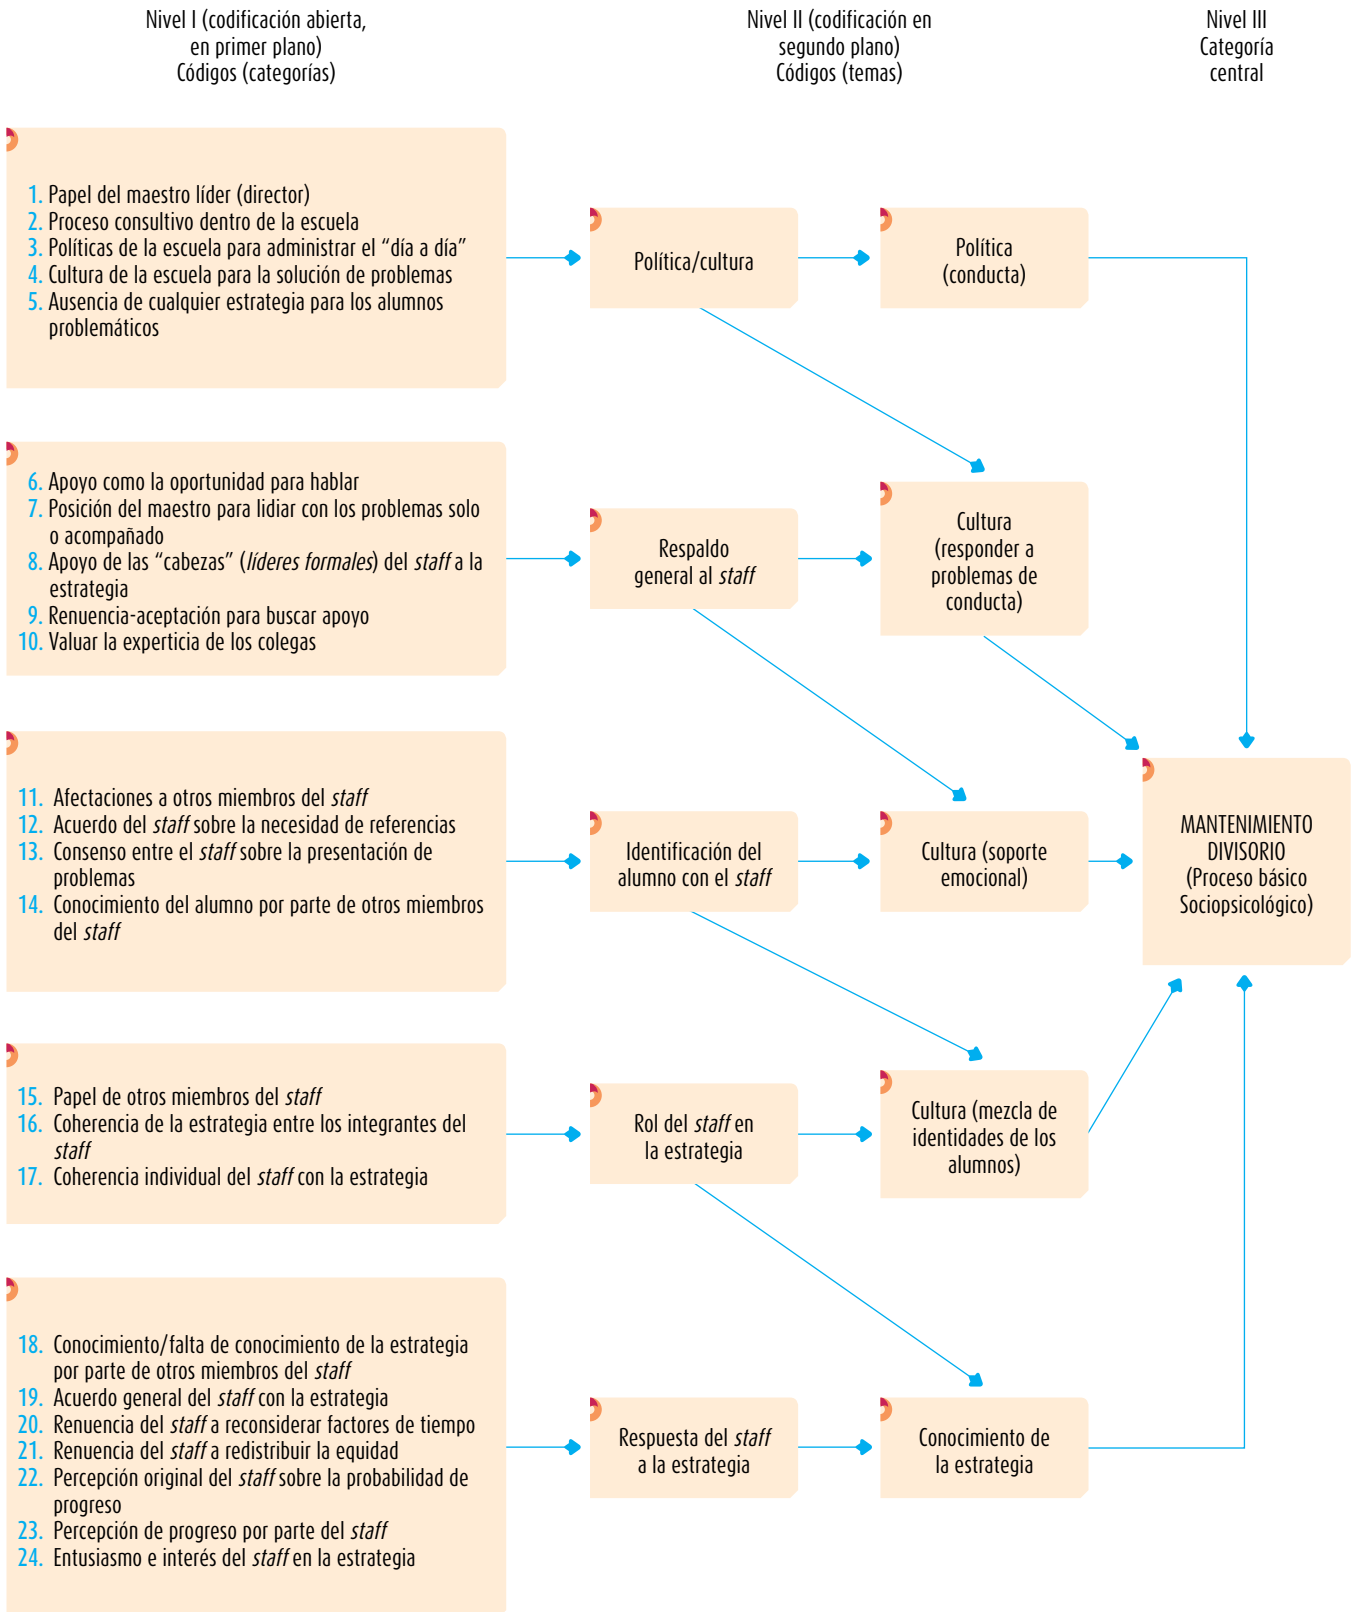 Nivel I (codificación abierta,
en primer plano)
Códigos (categorías)
Nivel II (codificación en
segundo plano)
Códigos (temas)
Nivel III
Categoría
central
1. Papel del maestro líder (director)
2. Proceso consultivo dentro de la escuela
3. Políticas de la escuela para administrar el “día a día”
4. Cultura de la escuela para la solución de problemas
5. Ausencia de cualquier estrategia para los alumnos
problemáticos
Política/cultura
Política
(conducta)
6. Apoyo como la oportunidad para hablar
7. Posición del maestro para lidiar con los problemas solo
o acompañado
8. Apoyo de las “cabezas” (líderes formales) del staff a la
estrategia
9. Renuencia-aceptación para buscar apoyo
10. Valuar la experticia de los colegas
Respaldo
general al staff
Cultura
(responder a
problemas de
conducta)
11. Afectaciones a otros miembros del staff
12. Acuerdo del staff sobre la necesidad de referencias
13. Consenso entre el staff sobre la presentación de
problemas
14. Conocimiento del alumno por parte de otros miembros
del staff
Identificación del
alumno con el staff
Cultura (soporte
emocional)
MANTENIMIENTO
DIVISORIO
(Proceso básico
Sociopsicológico)
15. Papel de otros miembros del staff
16. Coherencia de la estrategia entre los integrantes del
staff
17. Coherencia individual del staff con la estrategia
Rol del staff en
la estrategia
Cultura (mezcla de
identidades de los
alumnos)
18. Conocimiento/falta de conocimiento de la estrategia
por parte de otros miembros del staff
19. Acuerdo general del staff con la estrategia
20. Renuencia del staff a reconsiderar factores de tiempo
21. Renuencia del staff a redistribuir la equidad
22. Percepción original del staff sobre la probabilidad de
progreso
23. Percepción de progreso por parte del staff
24. Entusiasmo e interés del staff en la estrategia
Respuesta del staff
a la estrategia
Conocimiento de
la estrategia